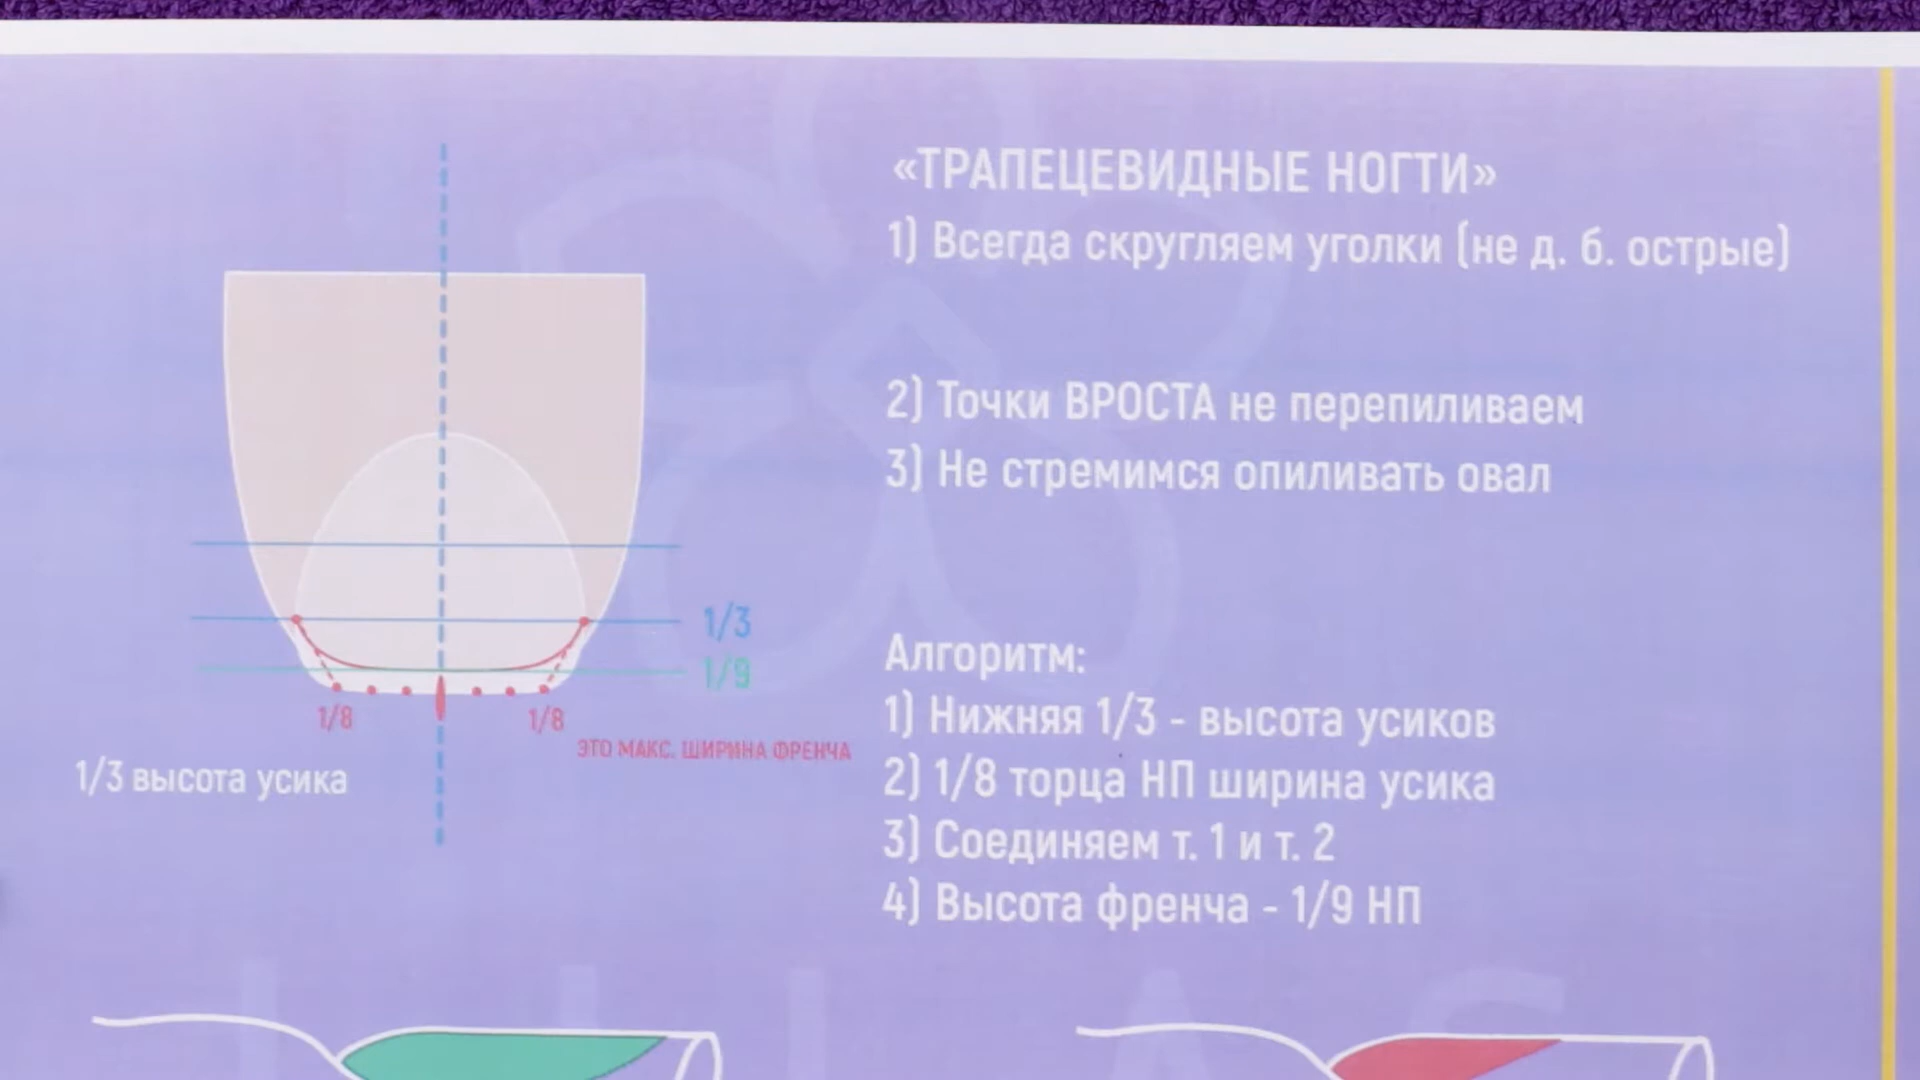 «ТРАПЕЦЕВИДНЫЕ НОГТИ»
1) Всегда скругляем уголки (не д. б. острые)
2) Точки ВРОСТА не перепиливаем
3) Не стремимся опиливать овал
1/3
1/9
1/8
1/8
ЭТО МАКС. ШИРИНА ФРЕНЧА
1/3 высота усика
Алгоритм:
1) Нижняя 1/3 - высота усиков
2) 1/8 торца НП ширина усика
3) Соединяем т. 1 и т. 2
4) Высота френча - 1/9 НП